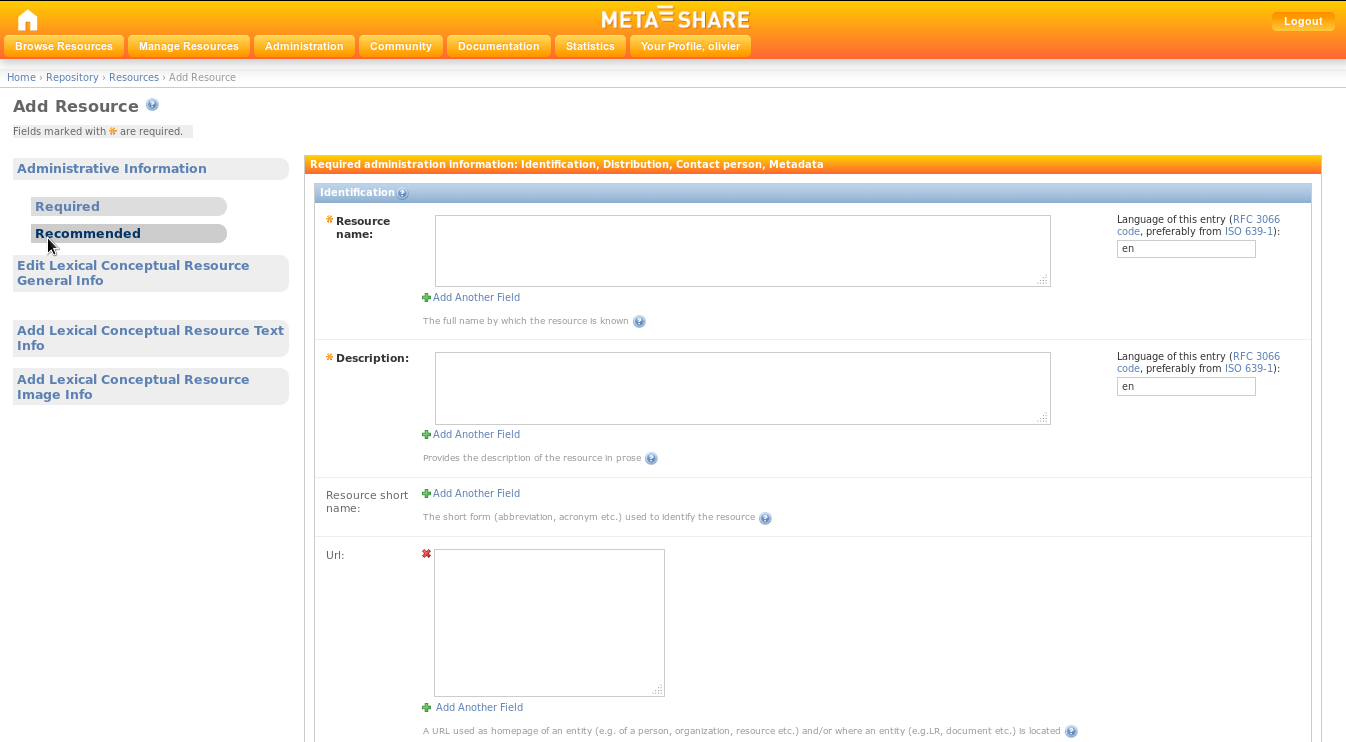 META SHARE
Logout
Browse Resources
Manage Resources
Administration
Community
Documentation
Statistics
Your Profile, olivier
Home › Repository › Resources › Add Resource
Add Resource ?
Fields marked with * are required.
Administrative Information
Required
Recommended
Edit Lexical Conceptual Resource
General Info
Add Lexical Conceptual Resource Text
Info
Add Lexical Conceptual Resource
Image Info
Required administration information: Identification, Distribution, Contact person, Metadata
Identification ?
* Resource
name:
Language of this entry (RFC 3066
code, preferably from ISO 639-1):
en
Add Another Field
The full name by which the resource is known ?
* Description:
Language of this entry (RFC 3066
code, preferably from ISO 639-1):
en
Add Another Field
Provides the description of the resource in prose ?
Resource short
name:
Add Another Field
The short form (abbreviation, acronym etc.) used to identify the resource ?
Url:
Add Another Field
A URL used as homepage of an entity (e.g. of a person, organization, resource etc.) and/or where an entity (e.g.LR, document etc.) is located ?